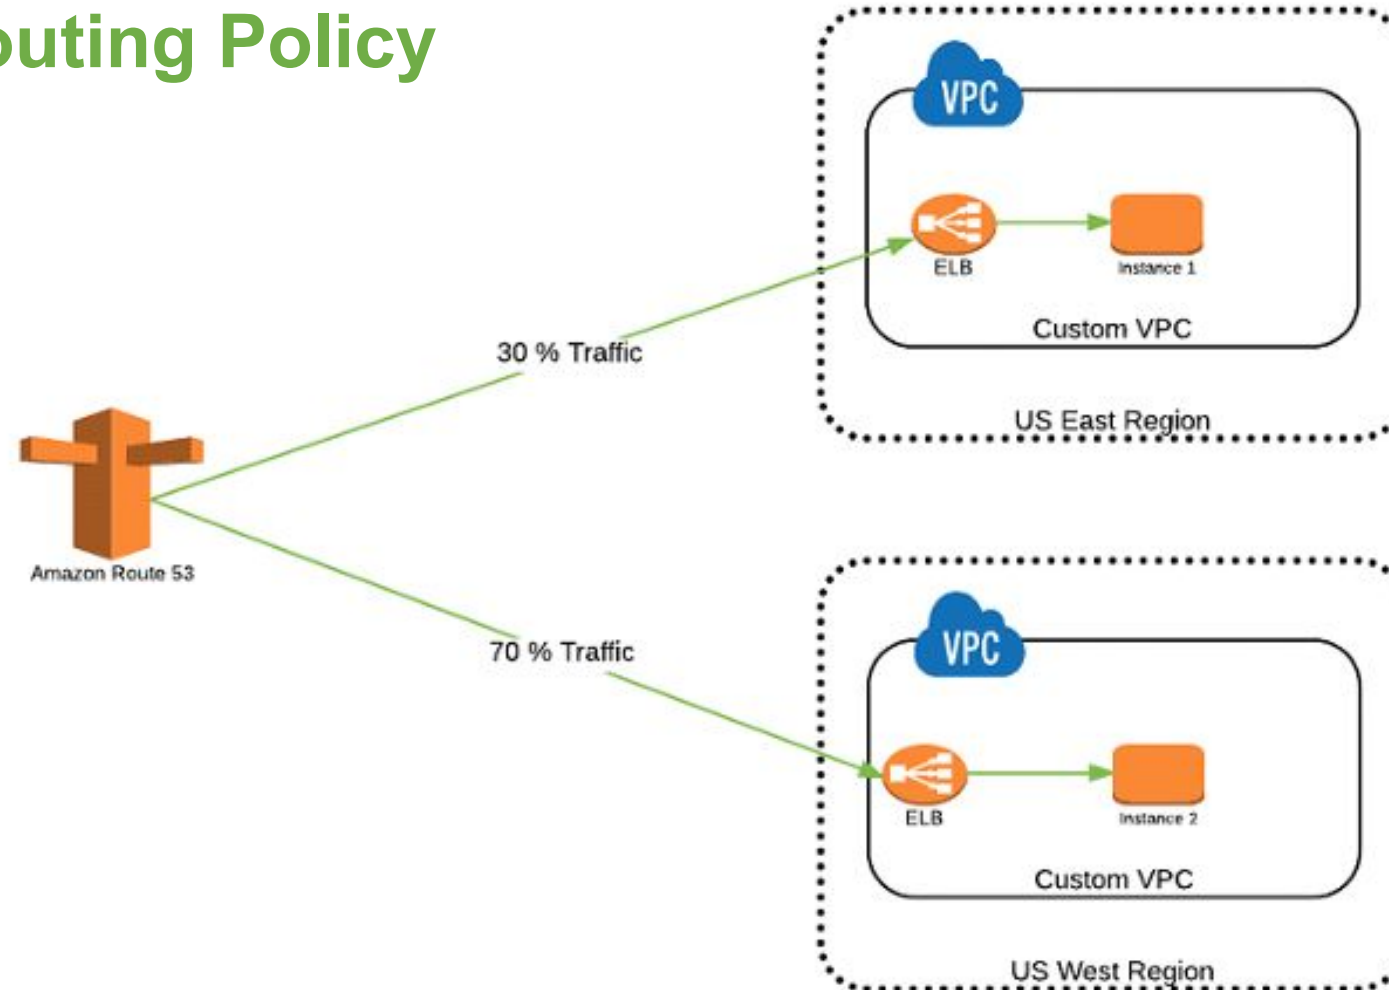 outing Policy
VPC
ELB
Instance 1
Custom VPC
US East Region
30 % Traffic
Amazon Route 53
70 % Traffic
VPC
ELB
Instance 2
Custom VPC
US West Region